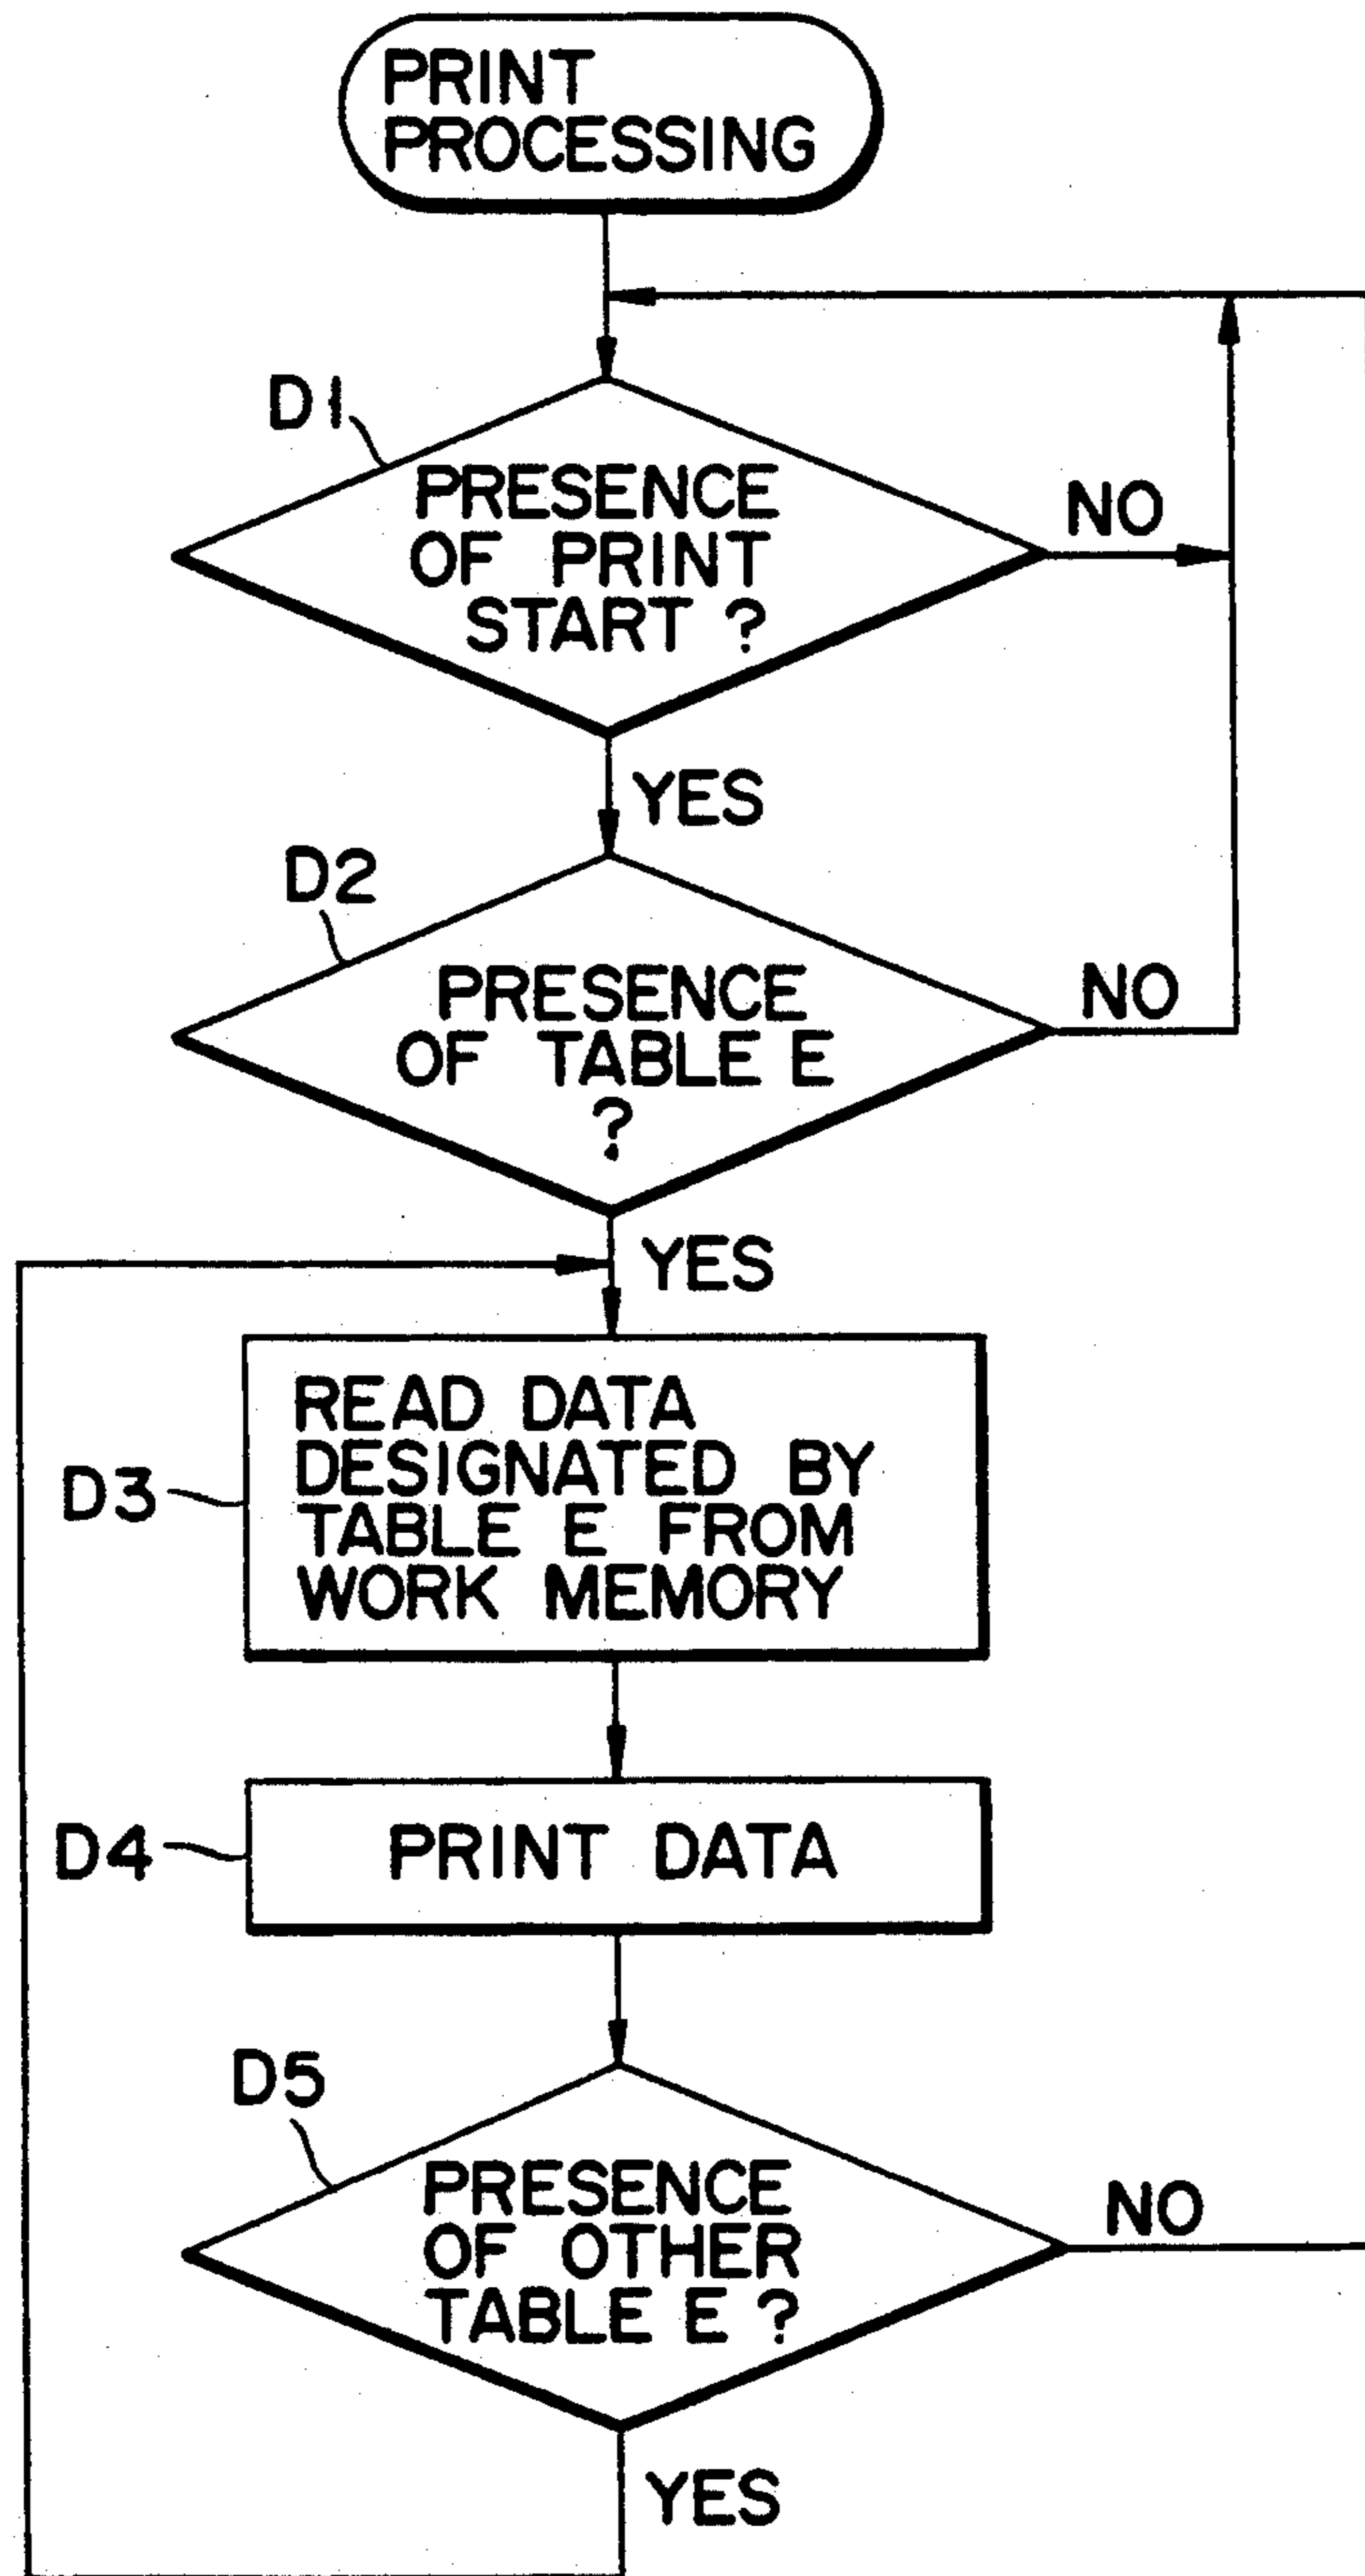 PRINT
PROCESSING
D1
PRESENCE
OF PRINT
START ?
NO
YES
D2
PRESENCE
OF TABLE E
?
NO
YES
D3
READ DATA
DESIGNATED BY
TABLE E FROM
WORK MEMORY
D4
PRINT DATA
D5
PRESENCE
OF OTHER
TABLE E ?
NO
YES